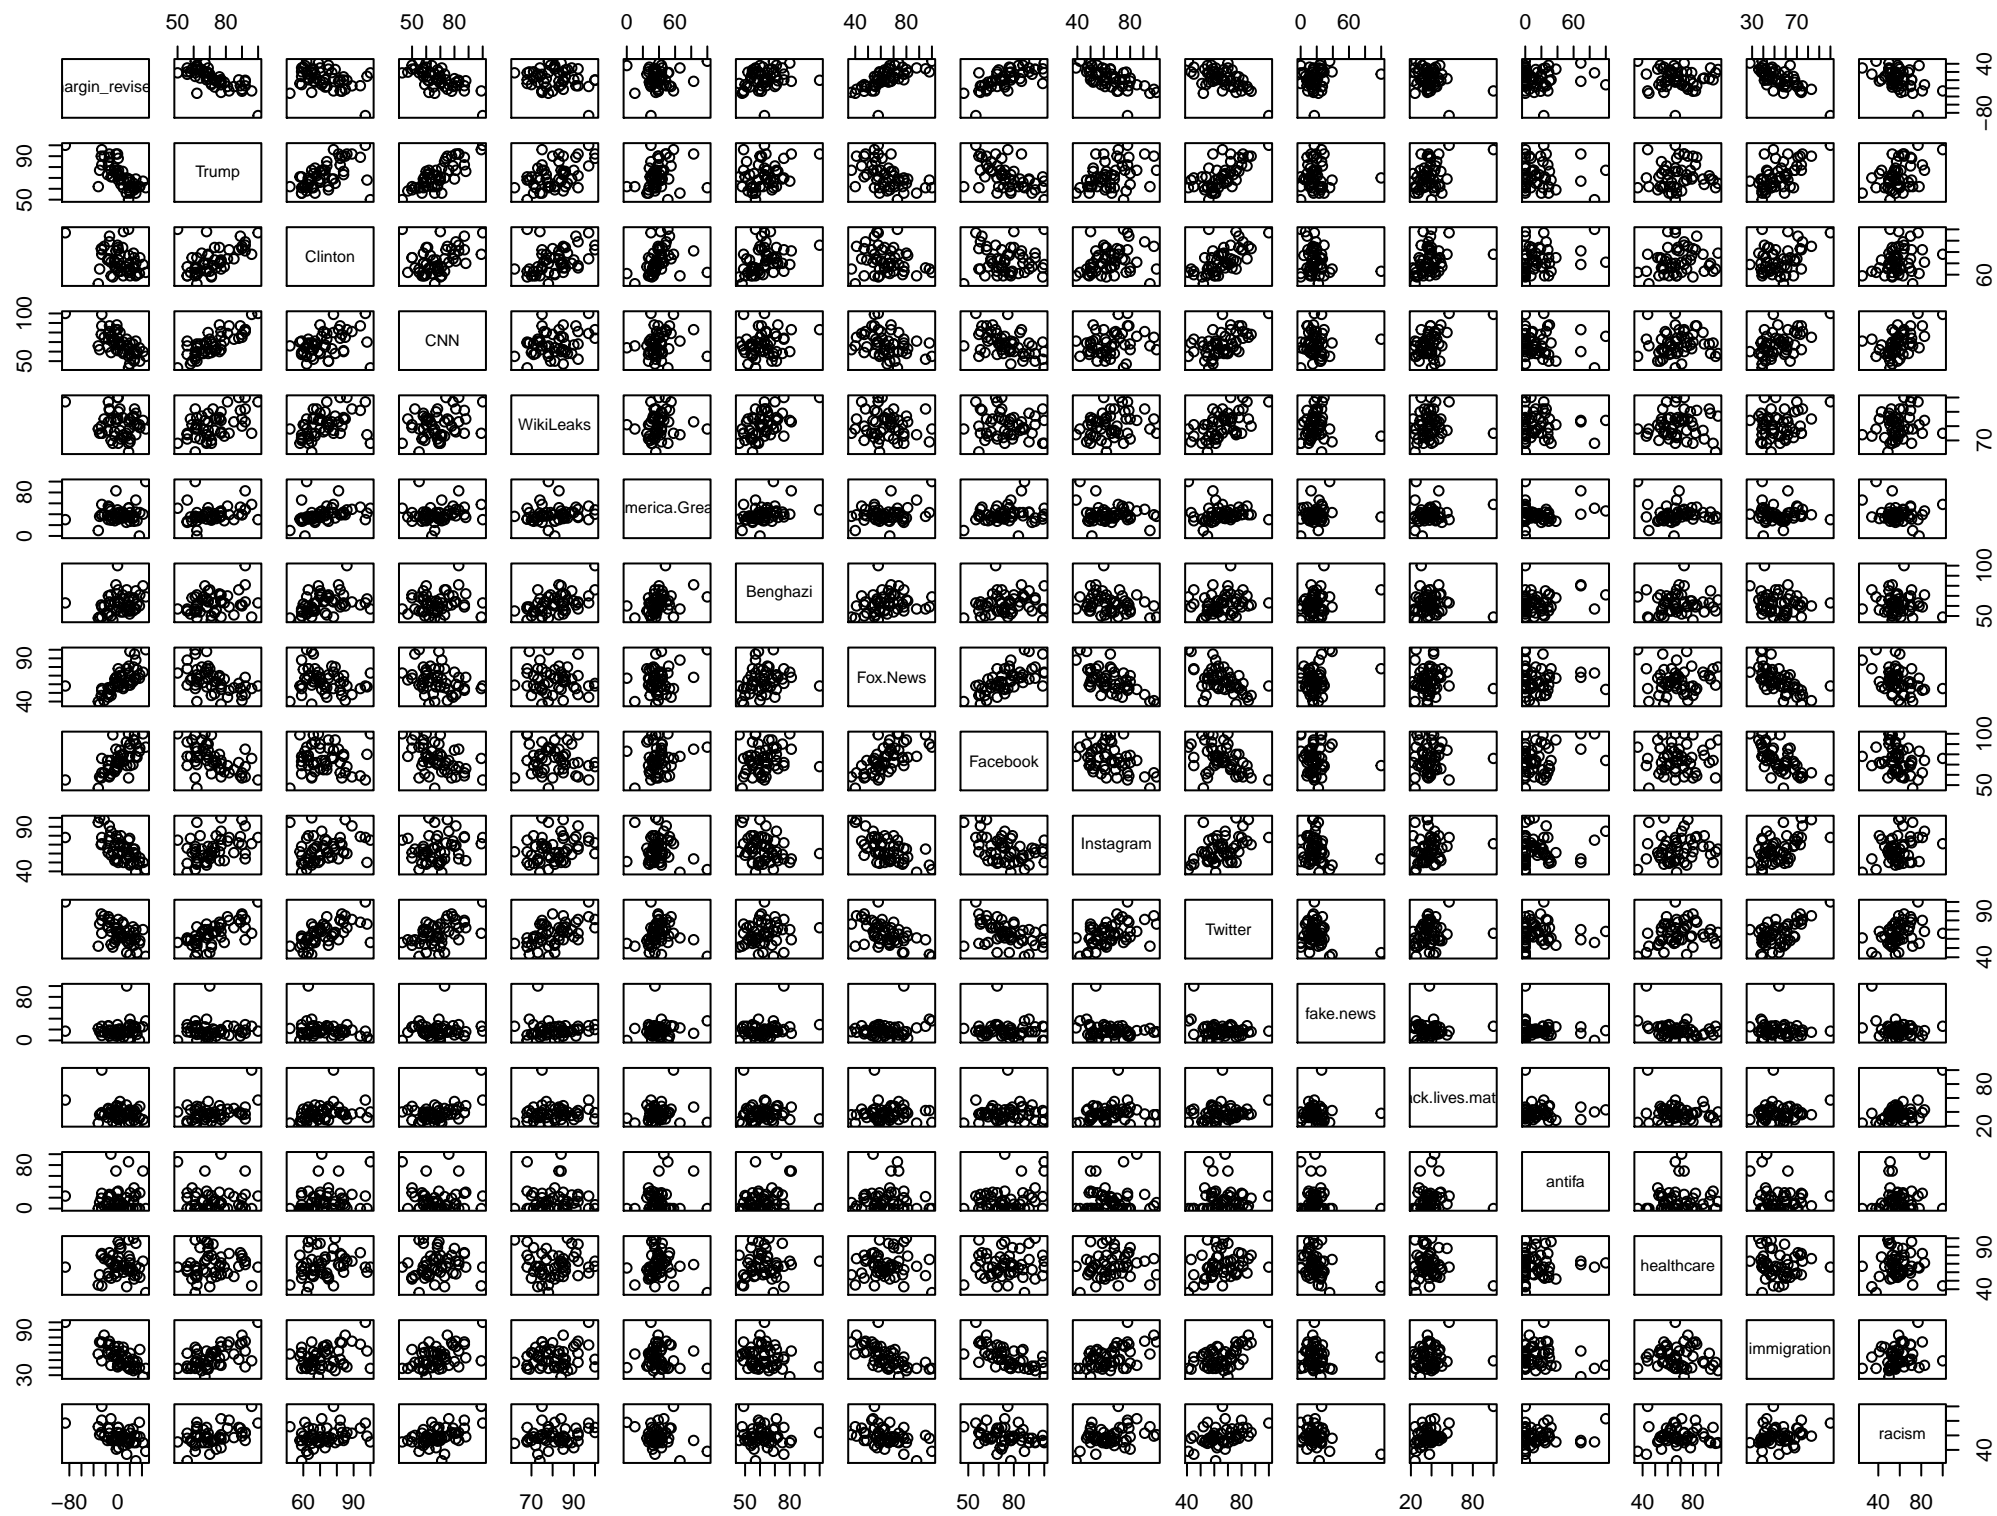 50 80
50 80
0 60
40 80
40 80
0 60
0 60
30 70
argin_revise
−80 40
50 90
Trump
Clinton
60
50 100
CNN
WikiLeaks
70
0 80
merica.Grea
Benghazi
50 100
40 90
Fox.News
Facebook
50 100
40 90
Instagram
Twitter
40 90
0 80
fake.news
ck.lives.mat
20 80
0 80
antifa
healthcare
40 90
30 90
immigration
racism
40
−80 0
60 90
70 90
50 80
50 80
40 80
20 80
40 80
40 80